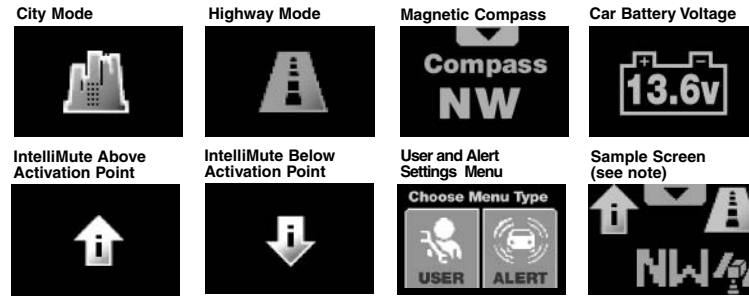 City Mode
Highway Mode
Magnetic Compass
Car Battery Voltage
Compass
NW
13.6v
IntelliMute Above
Activation Point
IntelliMute Below
Activation Point
User and Alert
Settings Menu
Sample Screen
(see note)
i
i
Choose Menu Type
USER
ALERT
i
NW